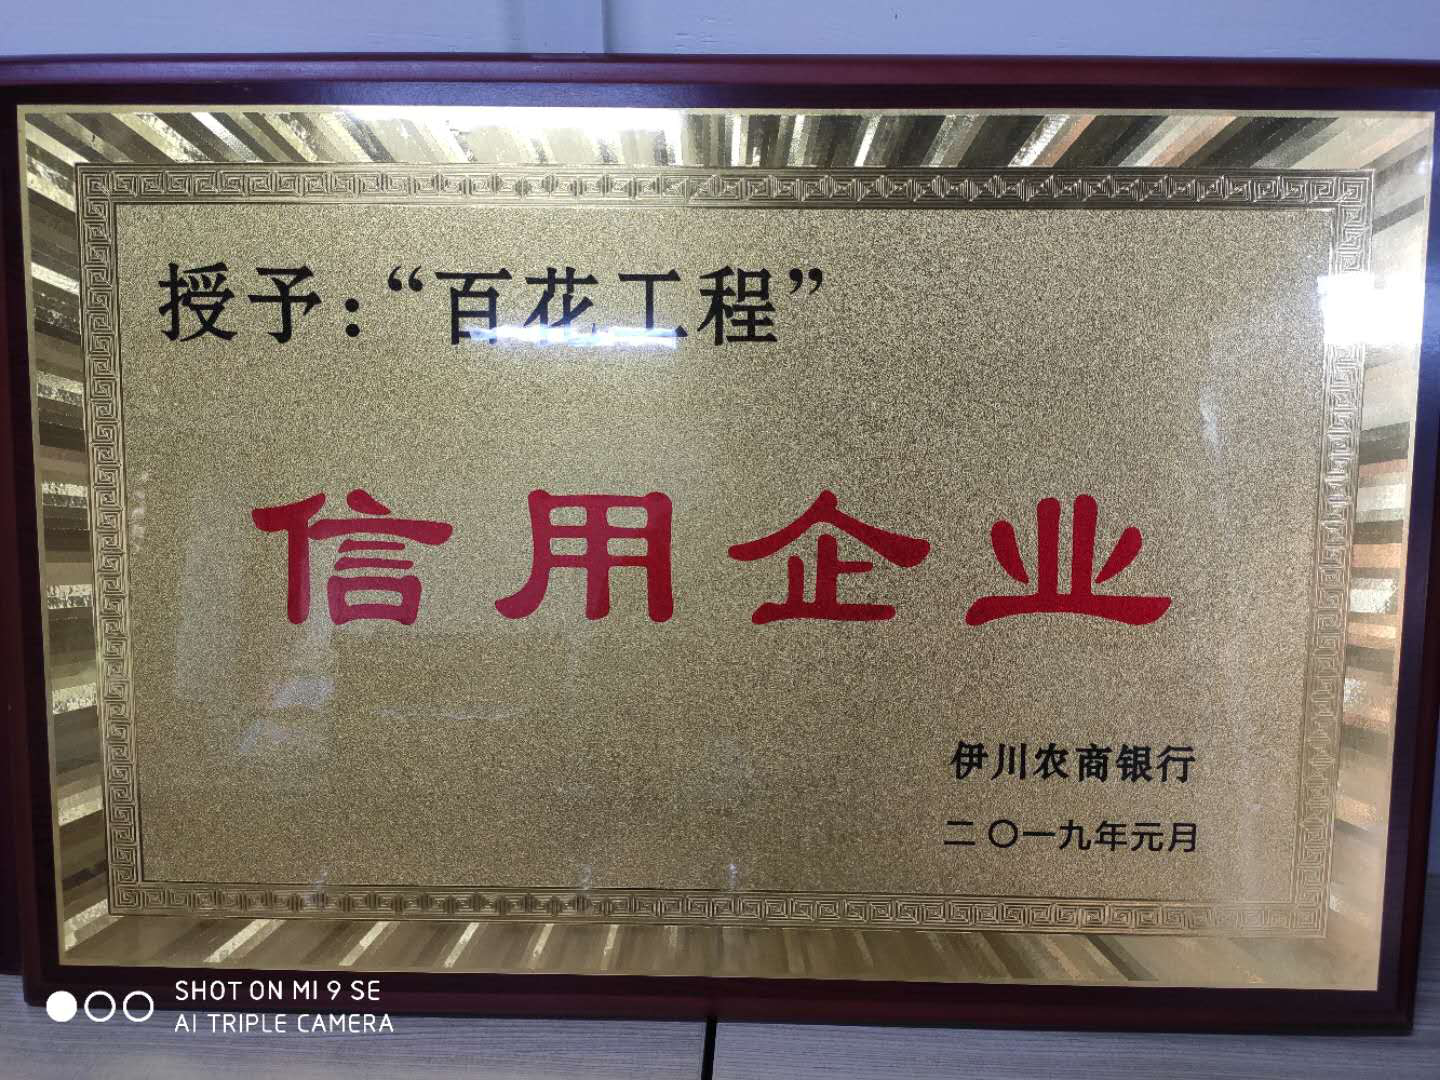 授予：“百花工程”
信用企业
伊川农商银行
二〇一九年元月
SHOT ON MI 9 SE
AI TRIPLE CAMERA